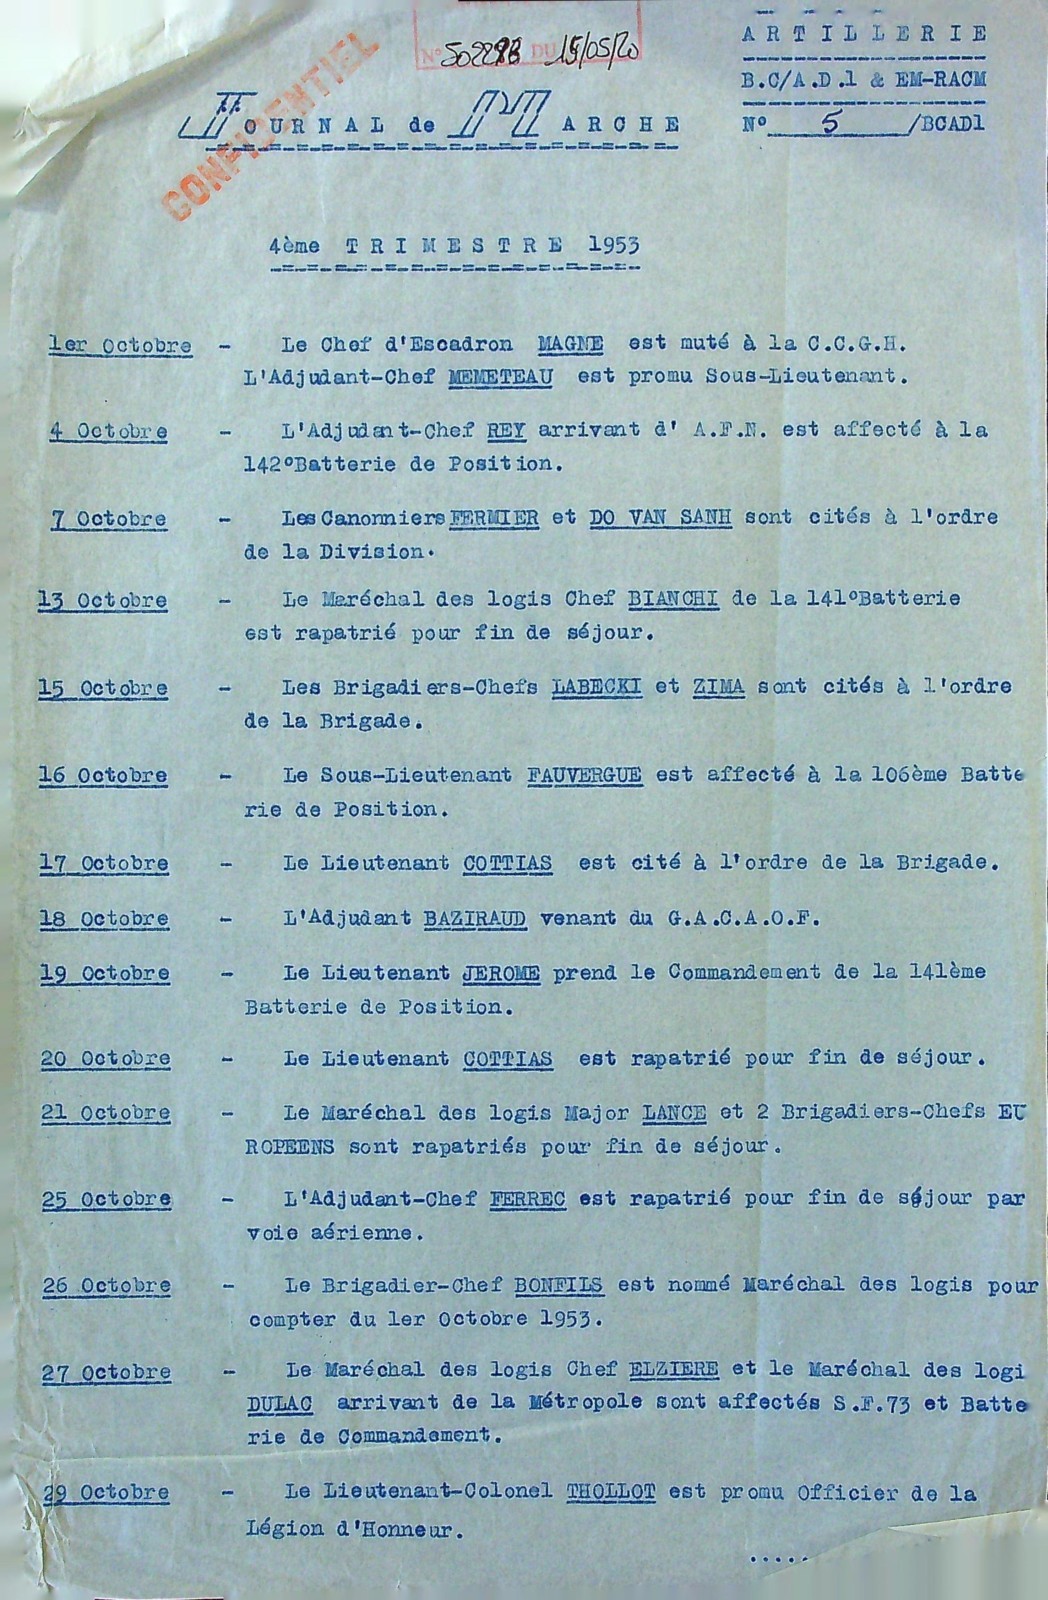 N° 502283 DU 15/05/70
CONFIDENTIEL
ARTILLERIE
B.C/A.D.1 & EM-RACM
N° 5 /BCAD1
JOURNAL de MARCHE
4ème TRIMESTRE 1953
1er Octobre - Le Chef d'Escadron MAGNE est muté à la C.C.G.H.
L'Adjudant-Chef MEMETEAU est promu Sous-Lieutenant.
4 Octobre - L'Adjudant-Chef REY arrivant d' A.F.N. est affecté à la
142°Batterie de Position.
7 Octobre - Les Canonniers FERMIER et DO VAN SANH sont cités à l'ordre
de la Division.
13 Octobre - Le Maréchal des logis Chef BIANCHI de la 141°Batterie
est rapatrié pour fin de séjour.
15 Octobre - Les Brigadiers-Chefs LABECKI et ZIMA sont cités à l'ordre
de la Brigade.
16 Octobre - Le Sous-Lieutenant FAUVERGUE est affecté à la 106ème Batte
rie de Position.
17 Octobre - Le Lieutenant COTTIAS est cité à l'ordre de la Brigade.
18 Octobre - L'Adjudant BAZIRAUD venant du G.A.C.A.O.F.
19 Octobre - Le Lieutenant JEROME prend le Commandement de la 141ème
Batterie de Position.
20 Octobre - Le Lieutenant COTTIAS est rapatrié pour fin de séjour.
21 Octobre - Le Maréchal des logis Major LANCE et 2 Brigadiers-Chefs EU
ROPEENS sont rapatriés pour fin de séjour.
25 Octobre - L'Adjudant-Chef FERREC est rapatrié pour fin de séjour par
voie aérienne.
26 Octobre - Le Brigadier-Chef BONFILS est nommé Maréchal des logis pour
compter du 1er Octobre 1953.
27 Octobre - Le Maréchal des logis Chef ELZIERE et le Maréchal des logi
DULAC arrivant de la Métropole sont affectés S.F.73 et Batte
rie de Commandement.
29 Octobre - Le Lieutenant-Colonel THOLLOT est promu Officier de la
Légion d'Honneur.
.....